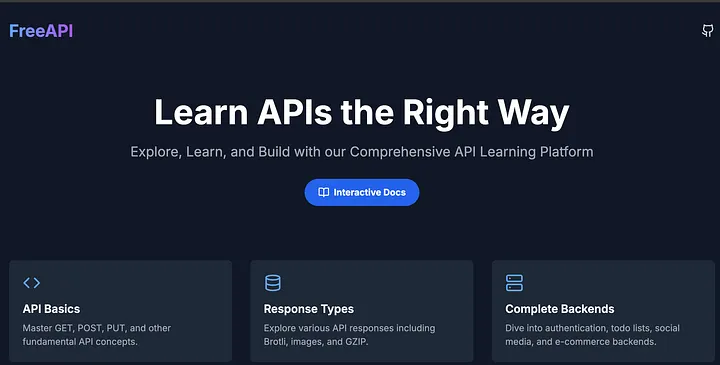 FreeAPI
Learn APIs the Right Way
Explore, Learn, and Build with our Comprehensive API Learning Platform
Interactive Docs
API Basics
Master GET, POST, PUT, and other
fundamental API concepts.
Response Types
Explore various API responses including
Brotli, images, and GZIP.
Complete Backends
Dive into authentication, todo lists, social
media, and e-commerce backends.